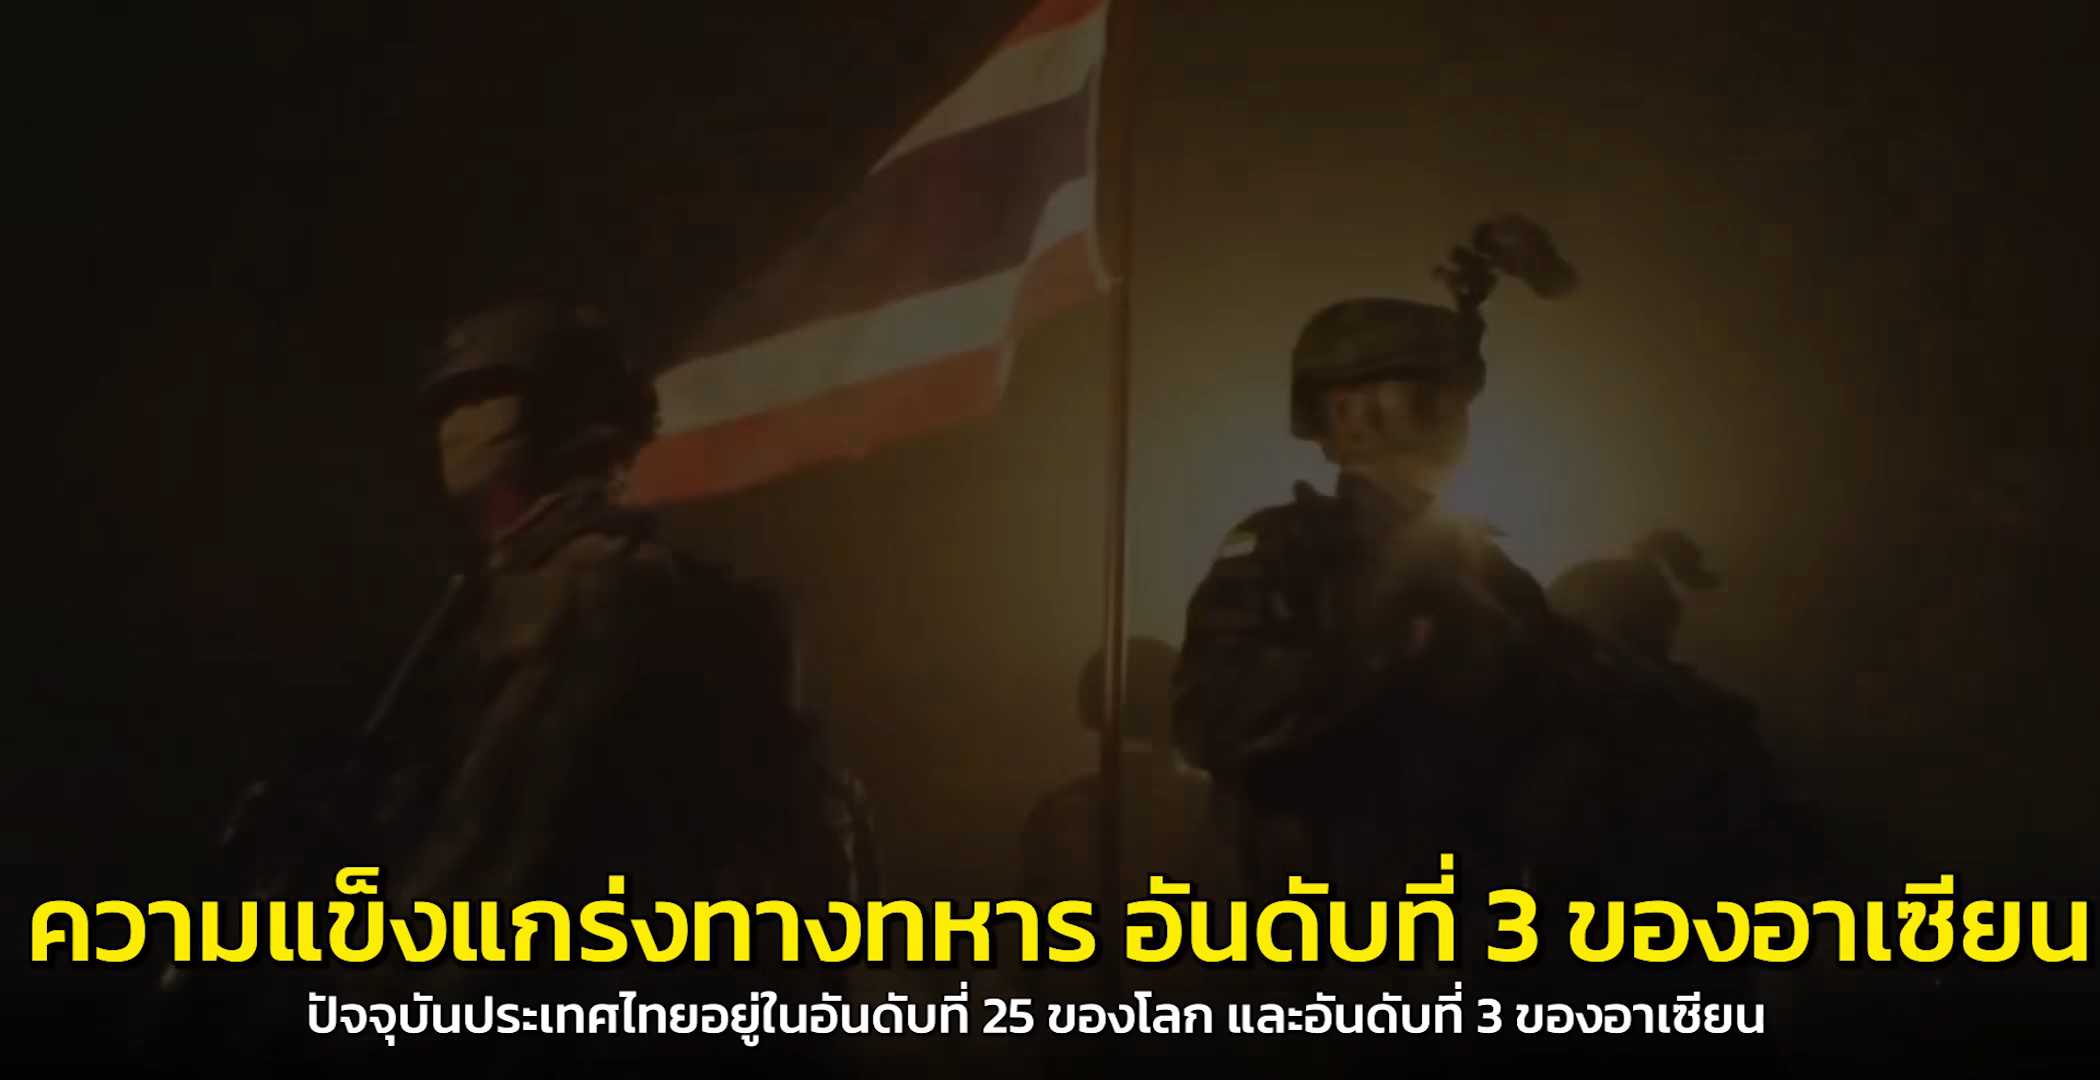 ความแข็งแกร่งทางทหาร อันดับที่ 3 ของอาเซียน
ปัจจุบันประเทศไทยอยู่ในอันดับที่ 25 ของโลก และอันดับที่ 3 ของอาเซียน